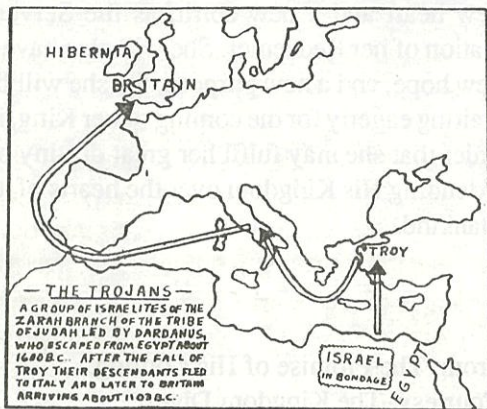 HIBERNIA
BRITAIN
TROY
— THE TROJANS —
A GROUP OF ISRAELITES OF THE
ZARAH BRANCH OF THE TRIBE
OF JUDAH LED BY DARDANUS,
WHO ESCAPED FROM EGYPT ABOUT
1600 B.C.. AFTER THE FALL OF
TROY THEIR DESCENDANTS FLED
TO ITALY AND LATER TO BRITAIN
ARRIVING ABOUT 1103 B.C.
ISRAEL
IN BONDAGE
EGYPT